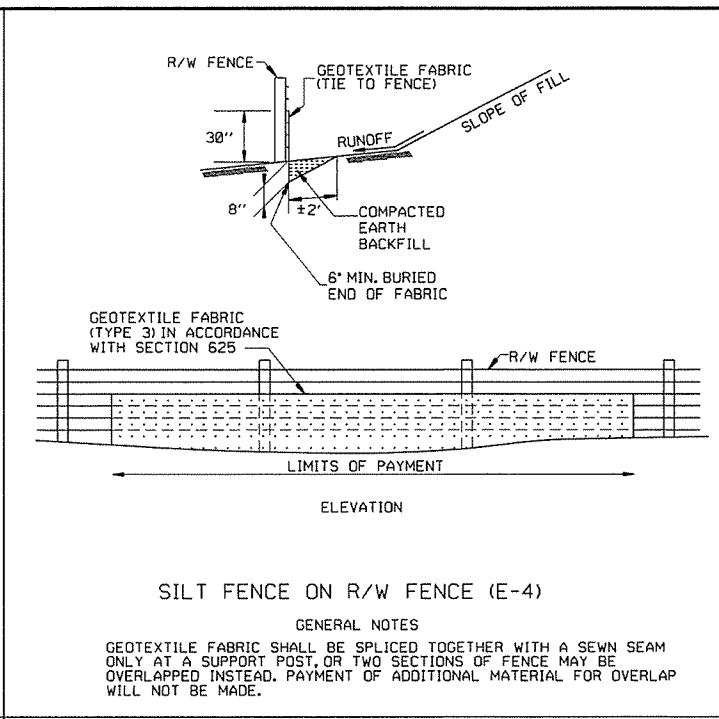 R/W FENCE
GEOTEXTILE FABRIC
(TIE TO FENCE)
SLOPE OF FILL
30"
RUNOFF
8"
±2'
COMPACTED
EARTH
BACKFILL
6" MIN. BURIED
END OF FABRIC
GEOTEXTILE FABRIC
(TYPE 3) IN ACCORDANCE
WITH SECTION 625
R/W FENCE
LIMITS OF PAYMENT
ELEVATION
SILT FENCE ON R/W FENCE (E-4)
GENERAL NOTES
GEOTEXTILE FABRIC SHALL BE SPLICED TOGETHER WITH A SEWN SEAM
ONLY AT A SUPPORT POST, OR TWO SECTIONS OF FENCE MAY BE
OVERLAPPED INSTEAD. PAYMENT OF ADDITIONAL MATERIAL FOR OVERLAP
WILL NOT BE MADE.